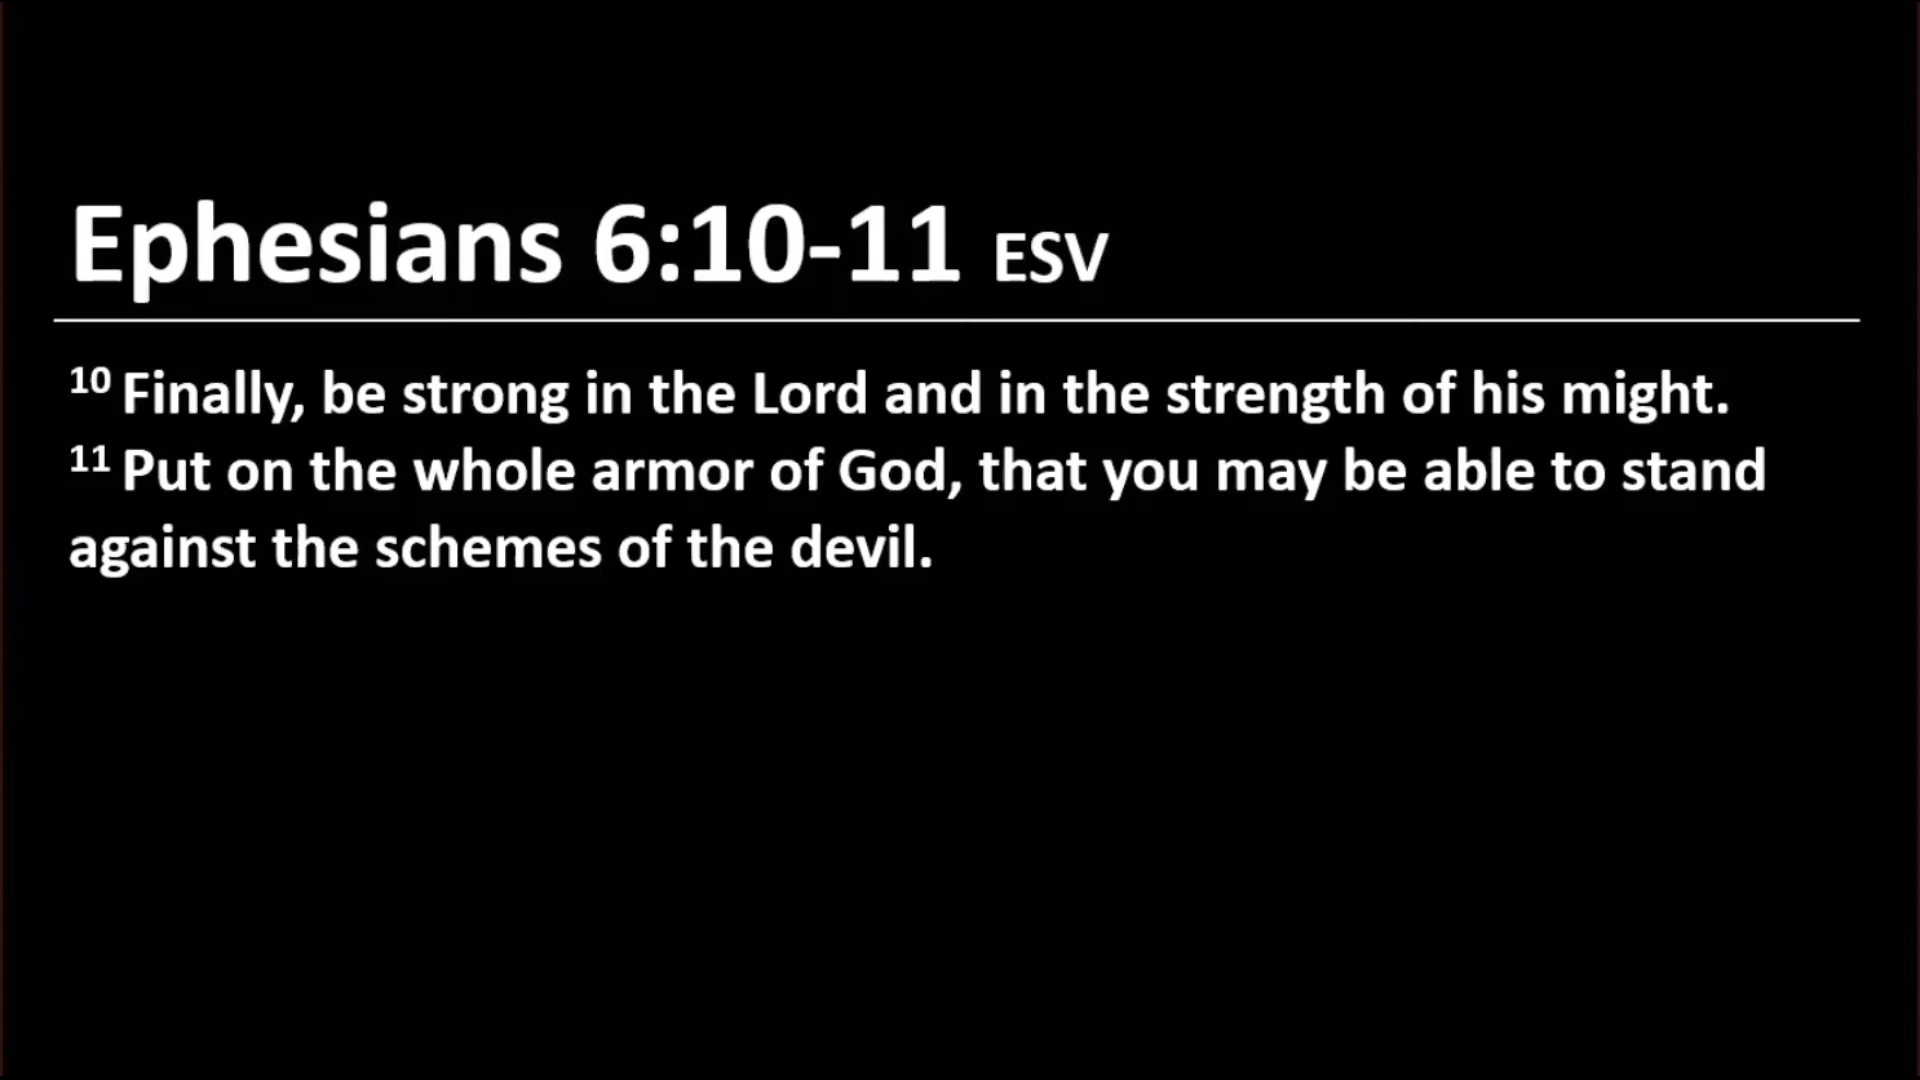 Ephesians 6:10-11 ESV
10 Finally, be strong in the Lord and in the strength of his might.
11 Put on the whole armor of God, that you may be able to stand
against the schemes of the devil.